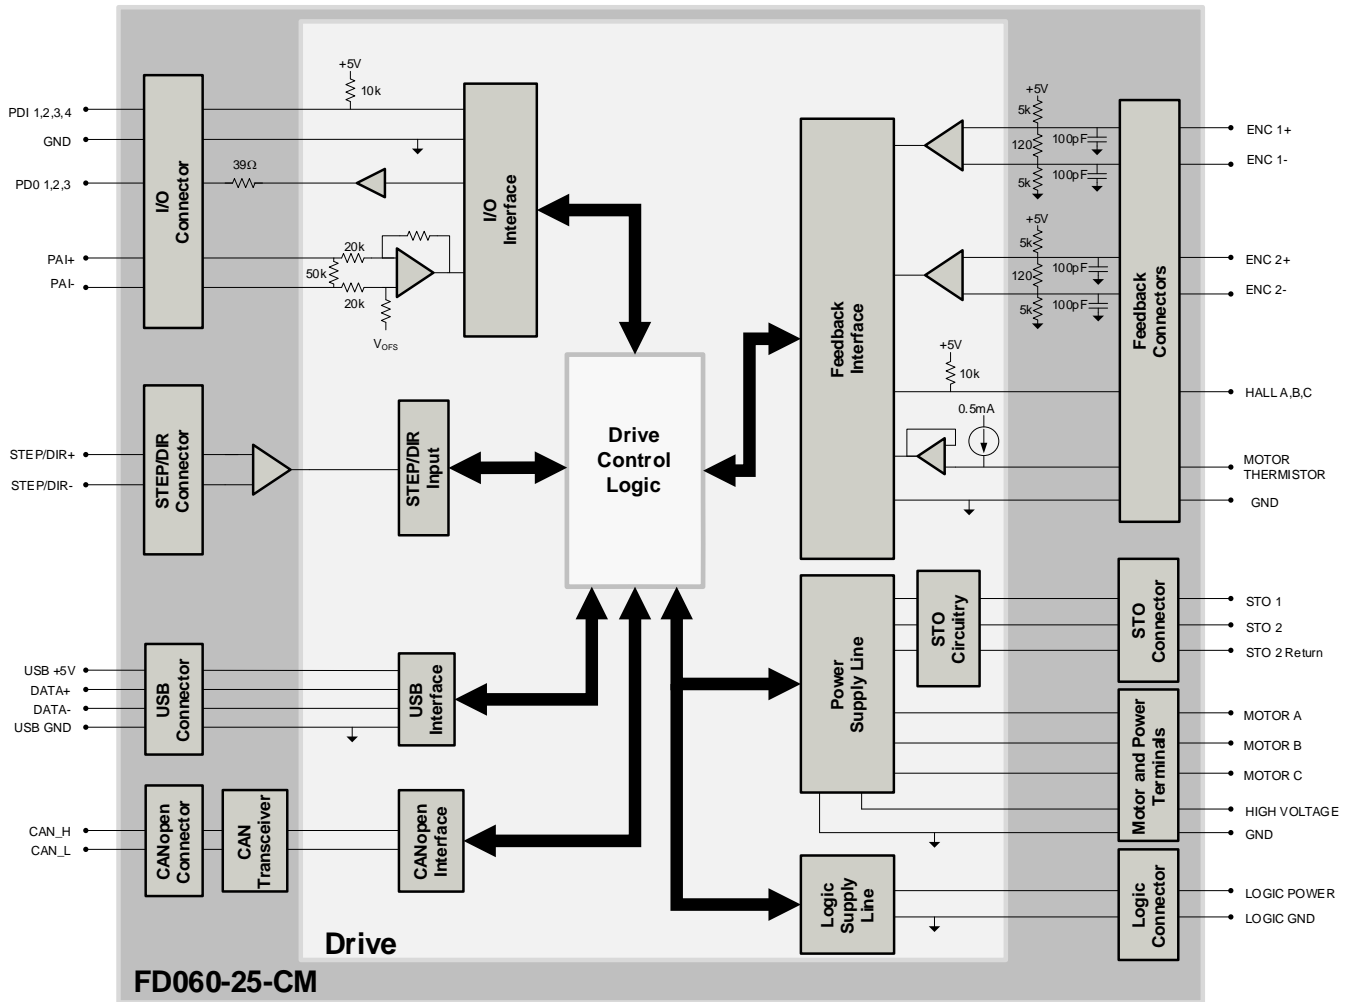 +5V
10k
PDI 1,2,3,4
GND
39Ω
PD0 1,2,3
I/O
Connector
I/O
Interface
PAI+
PAI-
20k
50k
20k
VOFS
STEP/DIR+
STEP/DIR-
STEP/DIR
Connector
STEP/DIR
Input
Drive
Control
Logic
USB +5V
DATA+
DATA-
USB GND
USB
Connector
USB
Interface
CAN_H
CAN_L
CANopen
Connector
CAN
Transceiver
CANopen
Interface
Feedback
Interface
+5V
5k
120
5k
100pF
100pF
ENC 1+
ENC 1-
+5V
5k
120
5k
100pF
100pF
ENC 2+
ENC 2-
Feedback
Connectors
+5V
10k
HALL A,B,C
0.5mA
MOTOR
THERMISTOR
GND
Power
Supply Line
STO
Circuitry
STO
Connector
STO 1
STO 2
STO 2 Return
Motor and Power
Terminals
MOTOR A
MOTOR B
MOTOR C
HIGH VOLTAGE
GND
Logic
Supply
Line
Logic
Connector
LOGIC POWER
LOGIC GND
Drive
FD060-25-CM